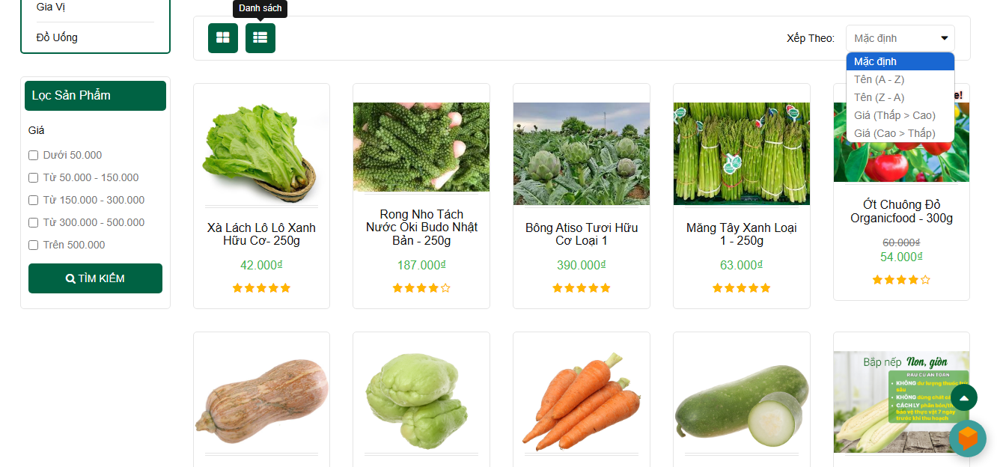 Gia Vị
Đồ Uống
Danh sách
Xếp Theo:
Mặc định
Mặc định
Tên (A - Z)
Tên (Z - A)
Giá (Thấp > Cao)
Giá (Cao > Thấp)
e!
Lọc Sản Phẩm
Giá
Dưới 50.000
Từ 50.000 - 150.000
Từ 150.000 - 300.000
Từ 300.000 - 500.000
Trên 500.000
TÌM KIẾM
Xà Lách Lô Lô Xanh
Hữu Cơ- 250g
42.000₫
Rong Nho Tách
Nước Oki Budo Nhật
Bản - 250g
187.000₫
Bông Atiso Tươi Hữu
Cơ Loại 1
390.000₫
Măng Tây Xanh Loại
1 - 250g
63.000₫
Ớt Chuông Đỏ
Organicfood - 300g
60.000₫
54.000₫
Bắp nếp Non, giòn
RAU CỦ AN TOÀN
KHÔNG dư lượng thuốc trừ
sâu
KHÔNG dùng chất
CÁCH LY phân bón/th
bảo vệ thực vật 7 ngày
trước khi thu hoạch